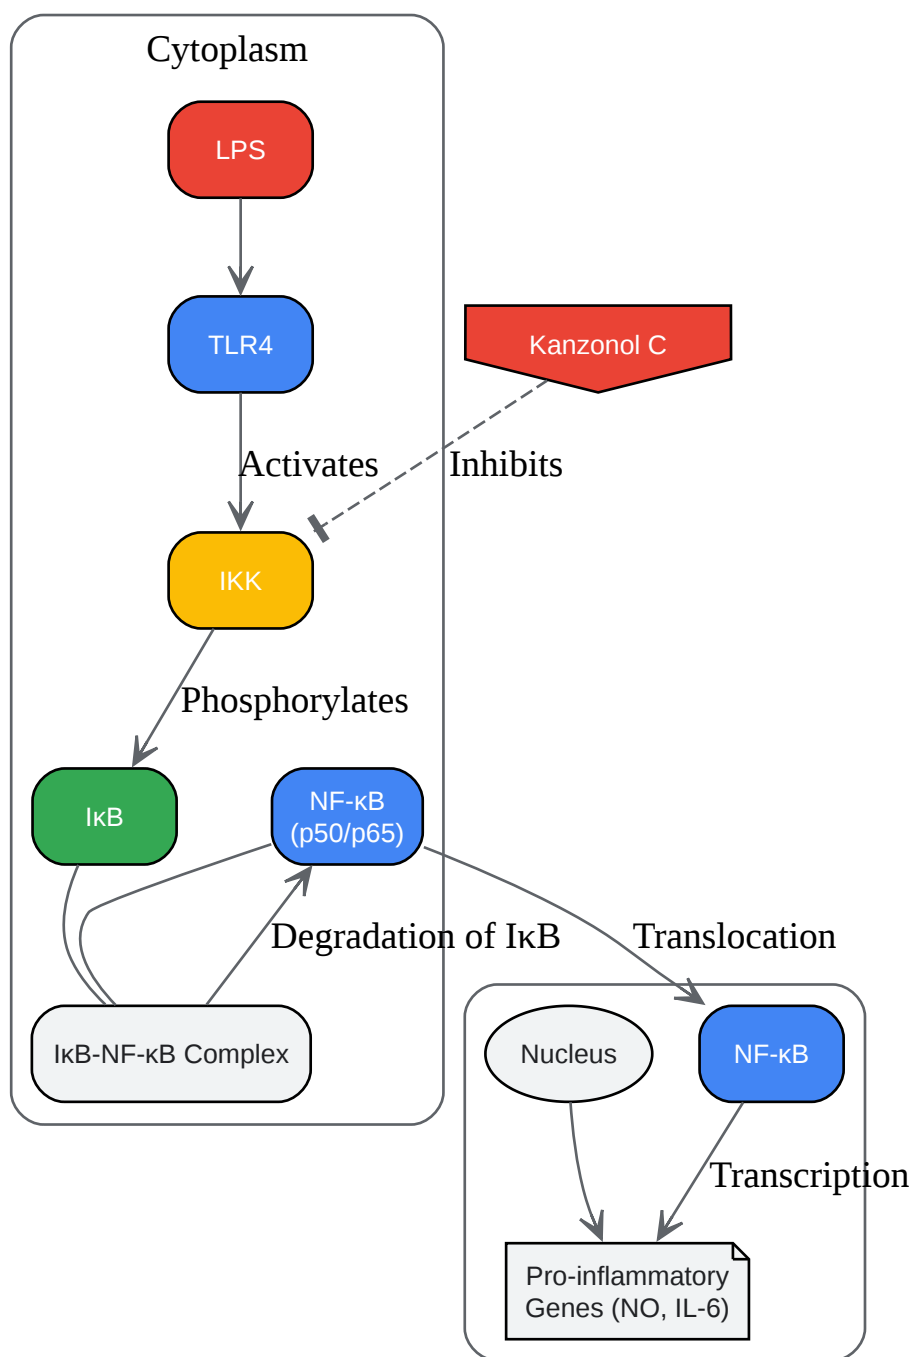 Cytoplasm
LPS
TLR4
Kanzonol C
Activates
Inhibits
IKK
Phosphorylates
IκB
NF-κB
(p50/p65)
Degradation of IκB
Translocation
IκB-NF-κB Complex
Nucleus
NF-κB
Transcription
Pro-inflammatory
Genes (NO, IL-6)